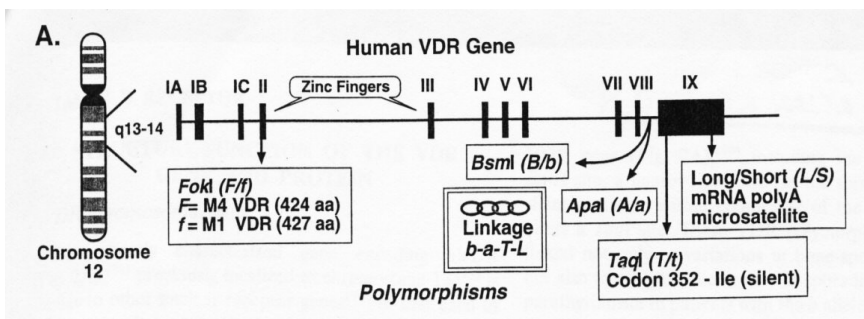 A.
Human VDR Gene
IA IB IC II Zinc Fingers III IV V VI VII VIII IX
q13-14
BsmI (B/b)
FokI (F/f)
F= M4 VDR (424 aa)
f = M1 VDR (427 aa)
Linkage
b-a-T-L
ApaI (A/a)
Long/Short (L/S)
mRNA polyA
microsatellite
Chromosome
12
TaqI (T/t)
Codon 352 - Ile (silent)
Polymorphisms